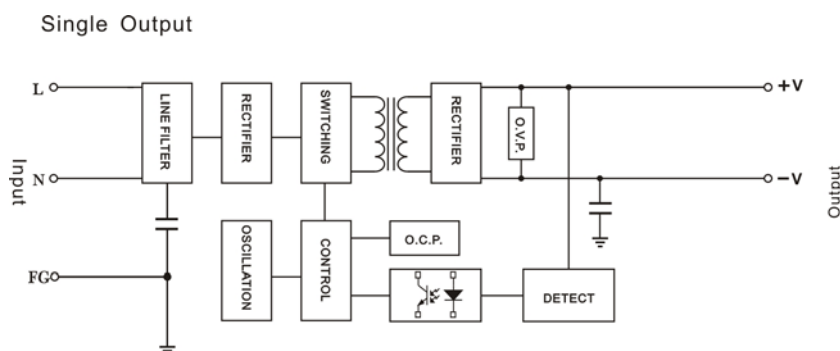 Single Output
Input
L
N
FG
LINE FILTER
RECTIFIER
SWITCHING
RECTIFIER
O.V.P.
+V
-V
Output
OSCILLATION
CONTROL
O.C.P.
DETECT